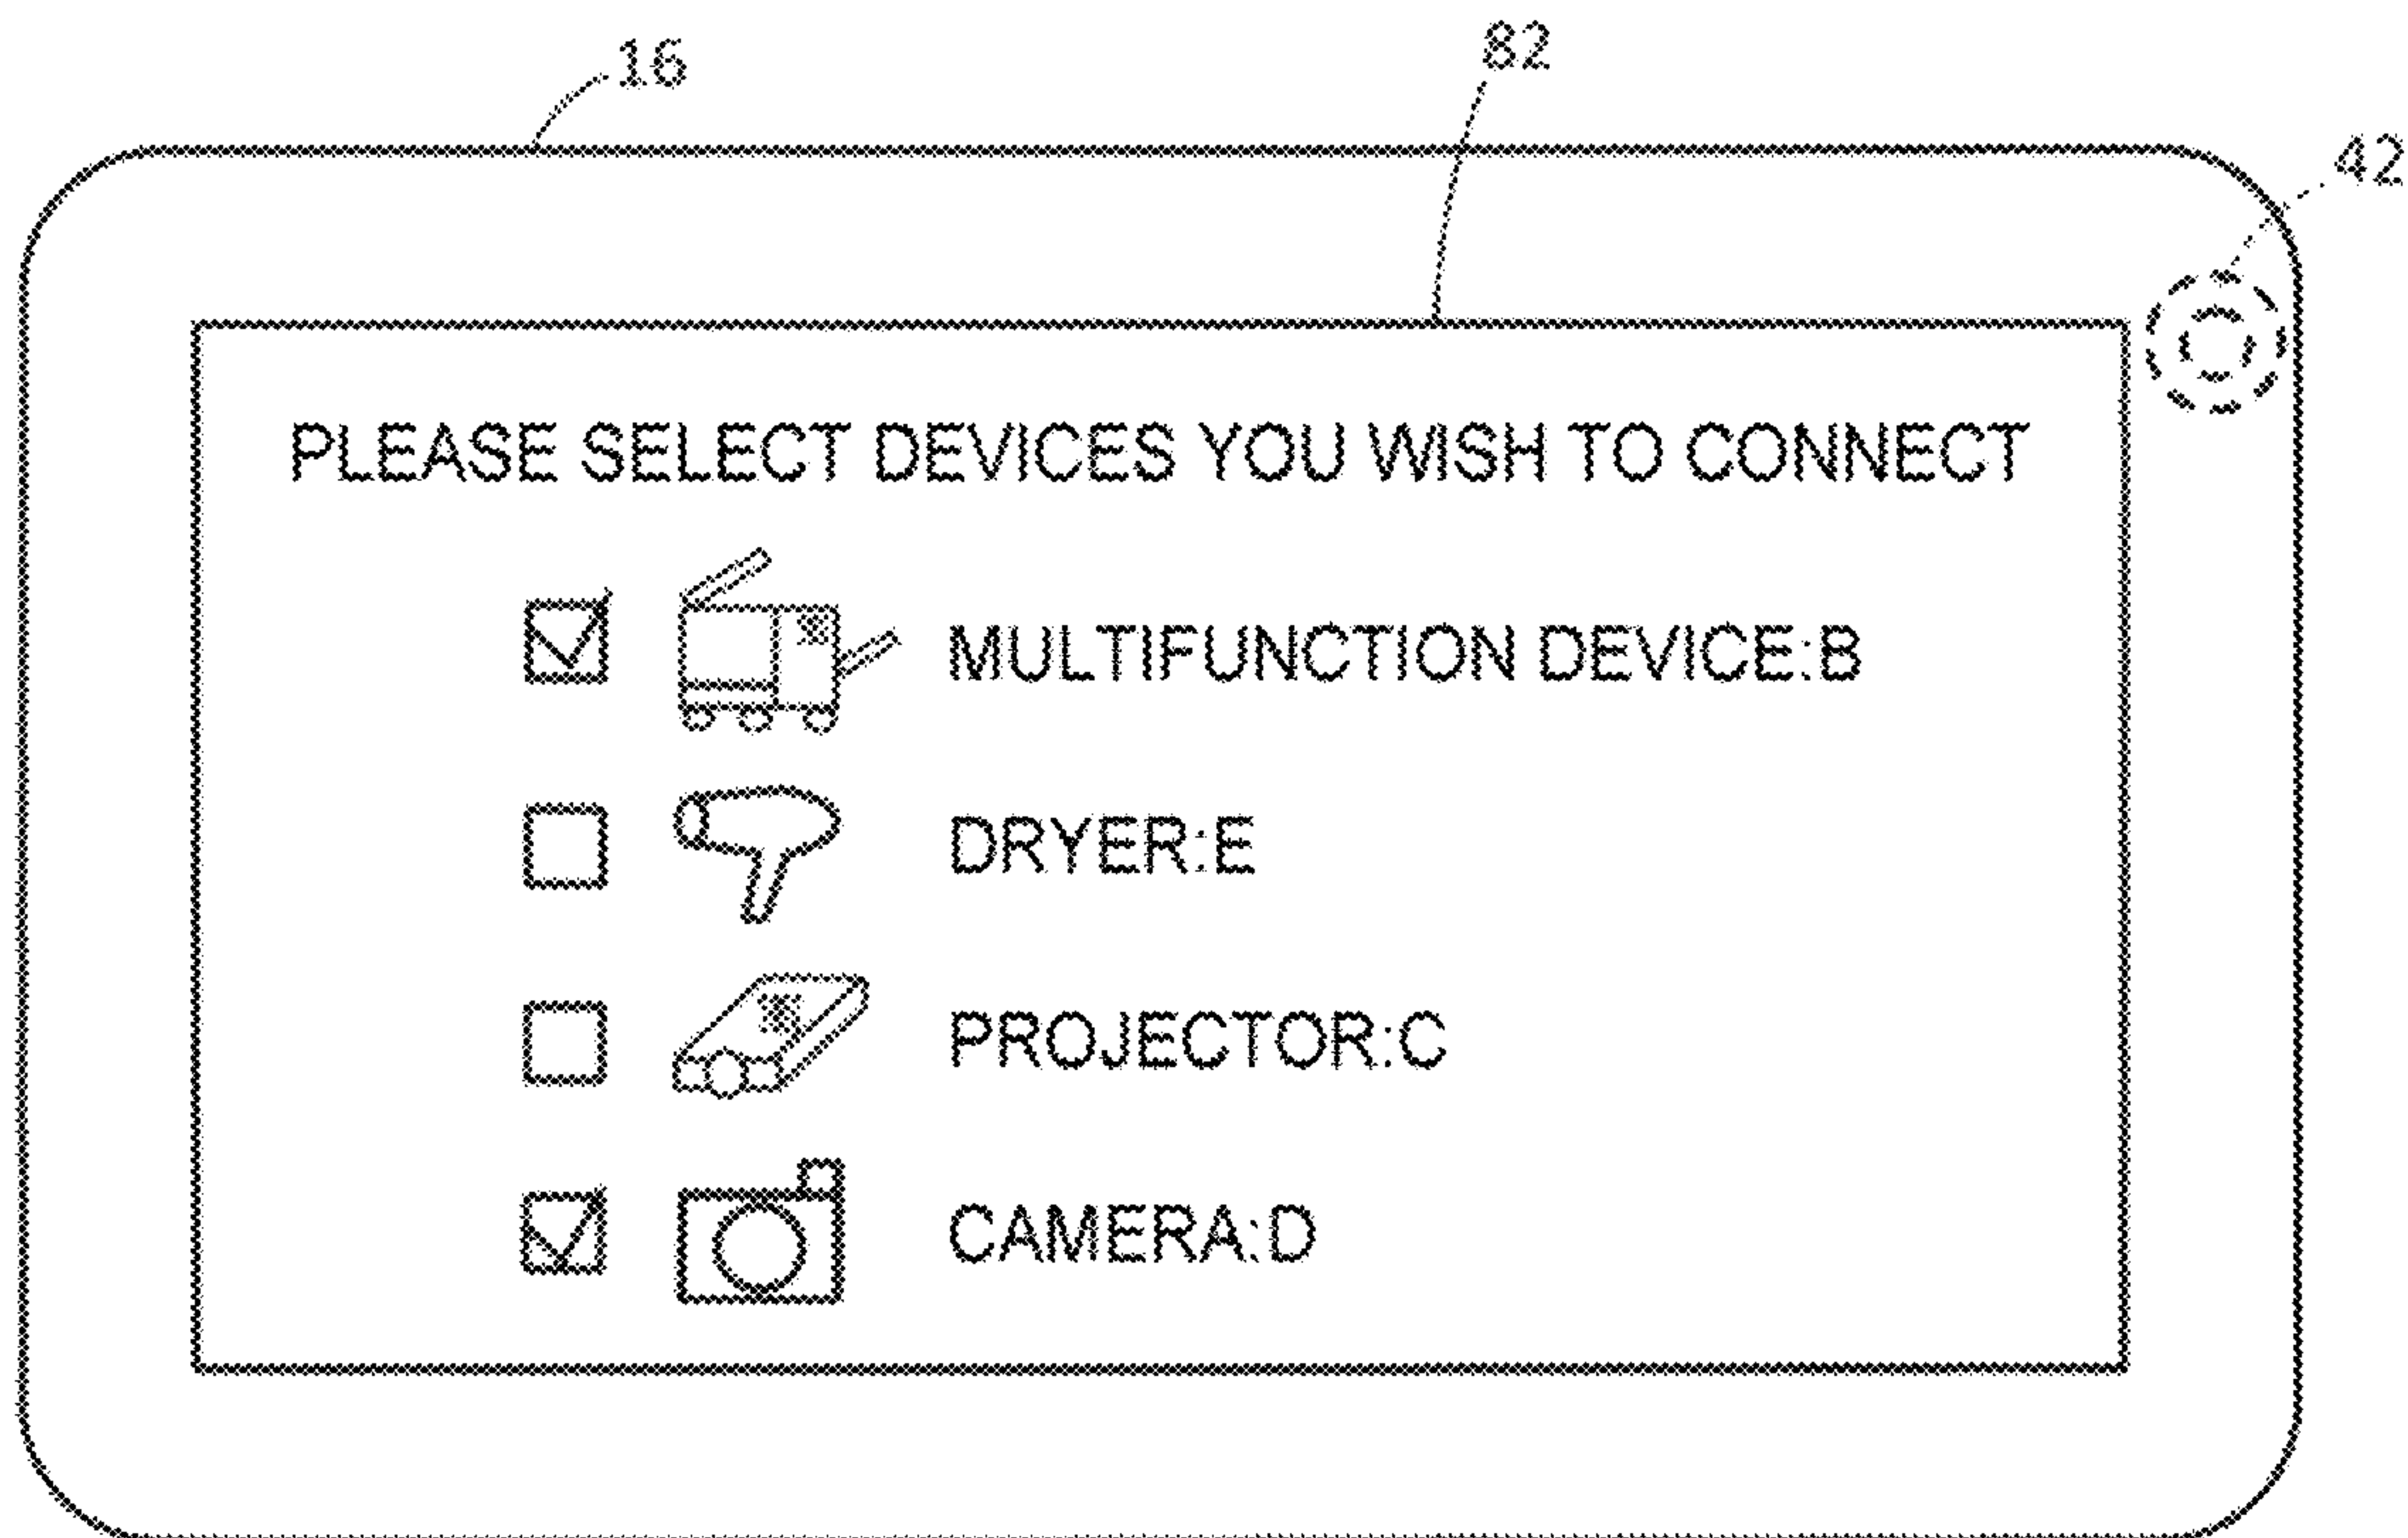 16
82
42
PLEASE SELECT DEVICES YOU WISH TO CONNECT
MULTIFUNCTION DEVICE:B
DRYER:E
PROJECTOR:C
CAMERA:D